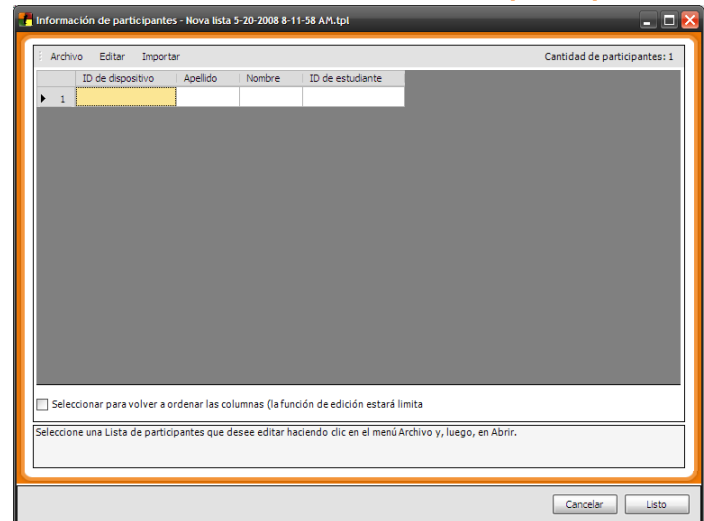 Información de participantes - Nova lista 5-20-2008 8-11-58 AM.tpl
Archivo Editar Importar Cantidad de participantes: 1
ID de dispositivo Apellido Nombre ID de estudiante
1
Seleccionar para volver a ordenar las columnas (la función de edición estará limita
Seleccione una Lista de participantes que desee editar haciendo clic en el menú Archivo y, luego, en Abrir.
Cancelar Listo